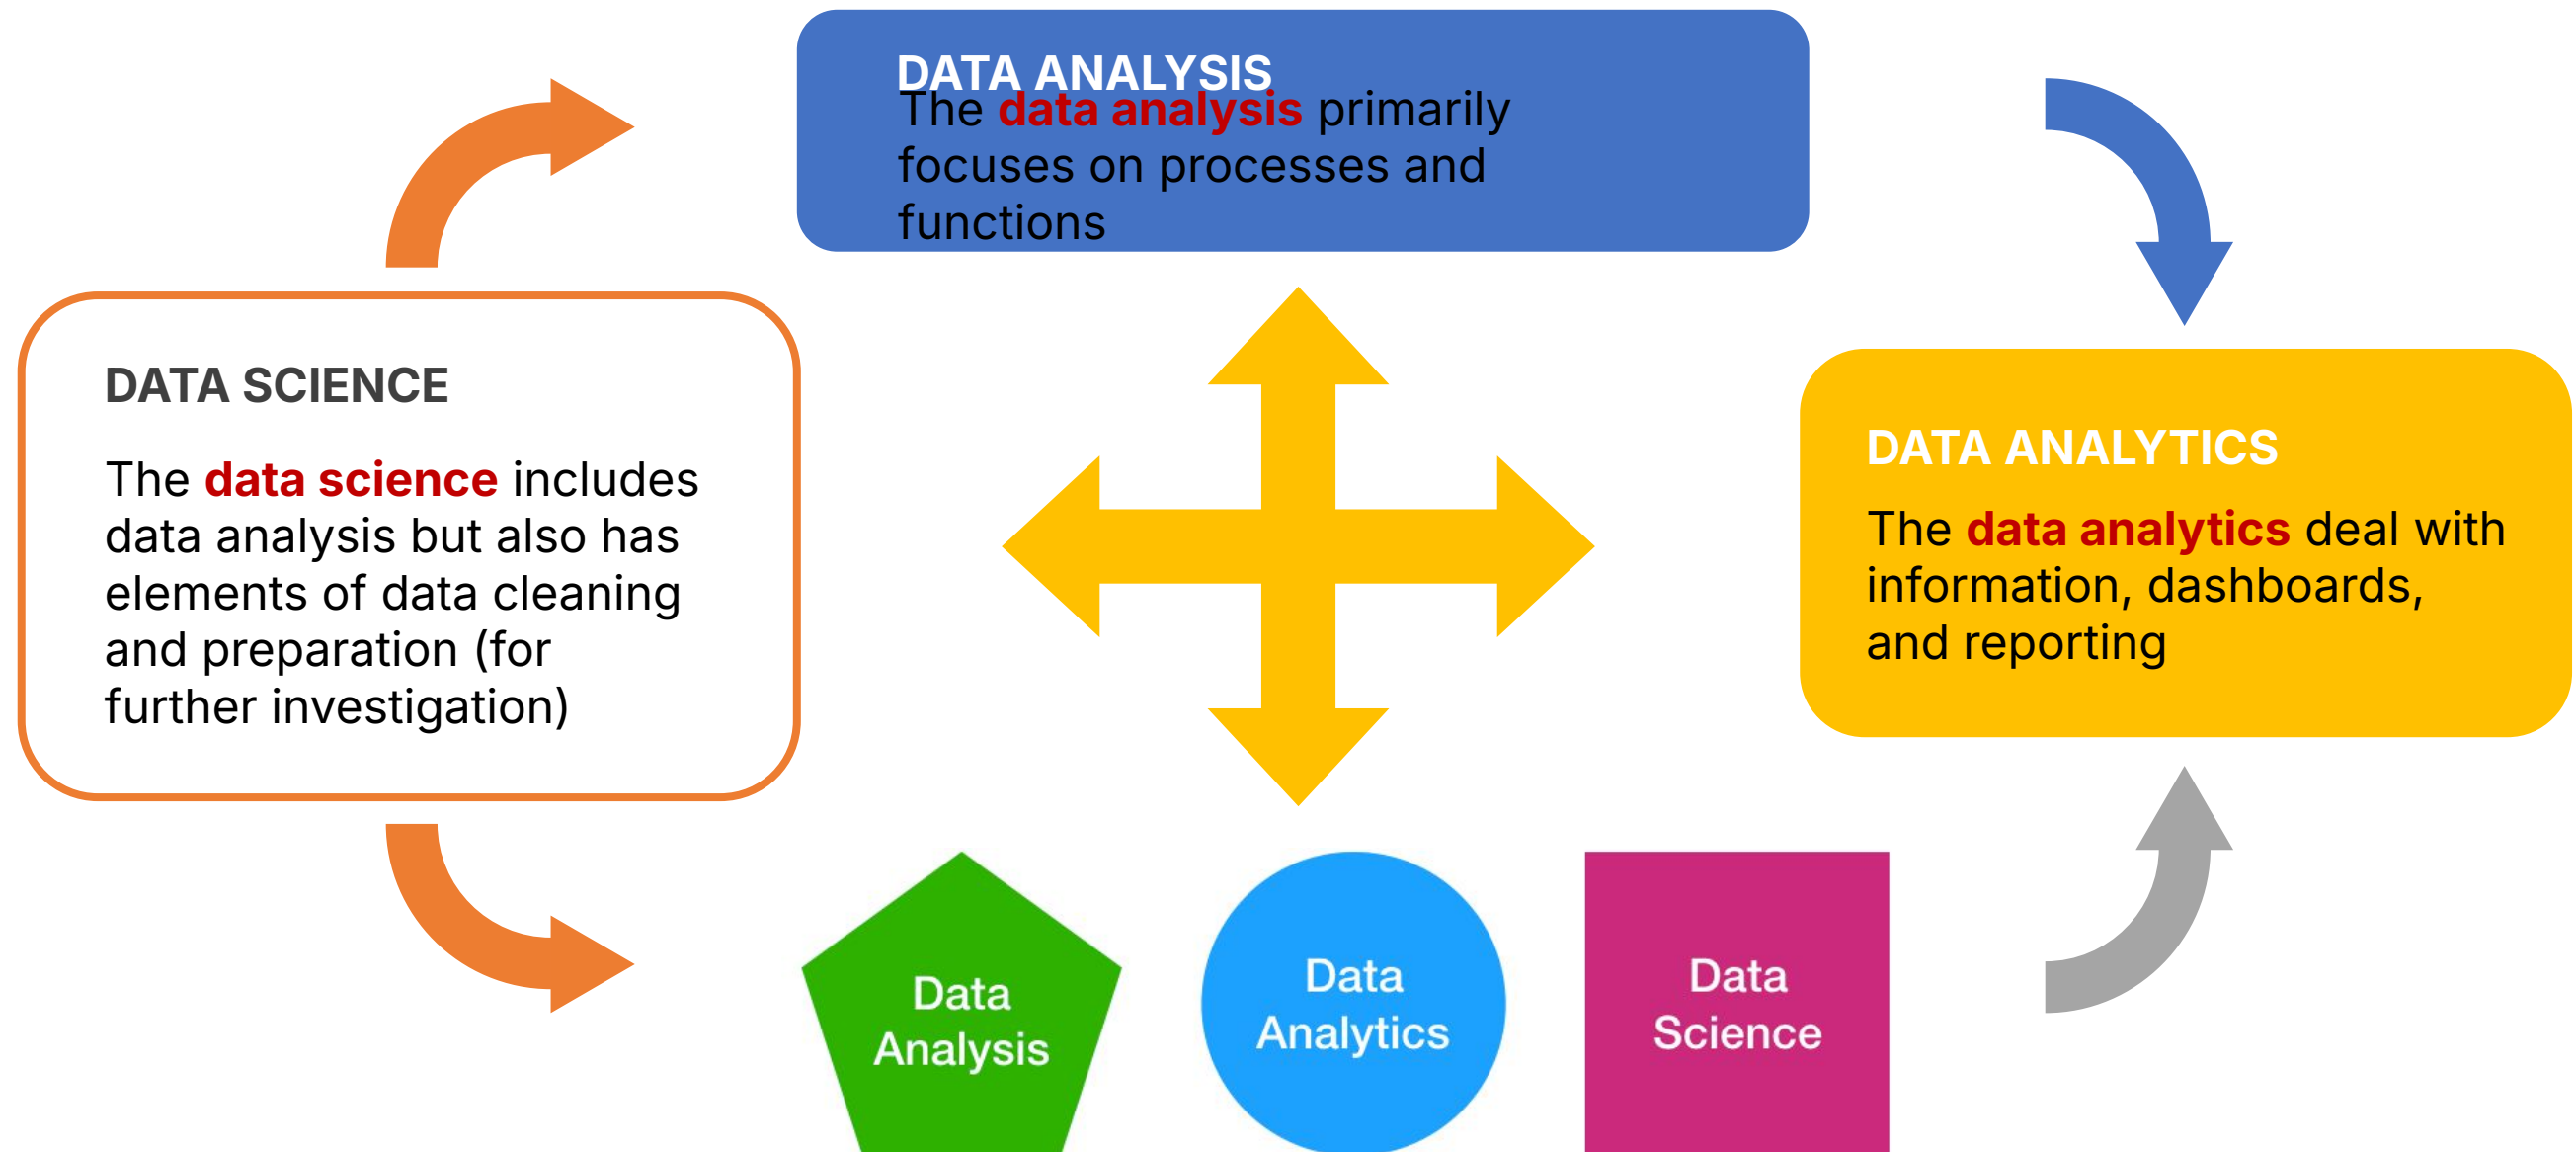 DATA ANALYSIS
The data analysis primarily
focuses on processes and
functions
DATA SCIENCE
The data science includes
data analysis but also has
elements of data cleaning
and preparation (for
further investigation)
DATA ANALYTICS
The data analytics deal with
information, dashboards,
and reporting
Data
Analysis
Data
Analytics
Data
Science